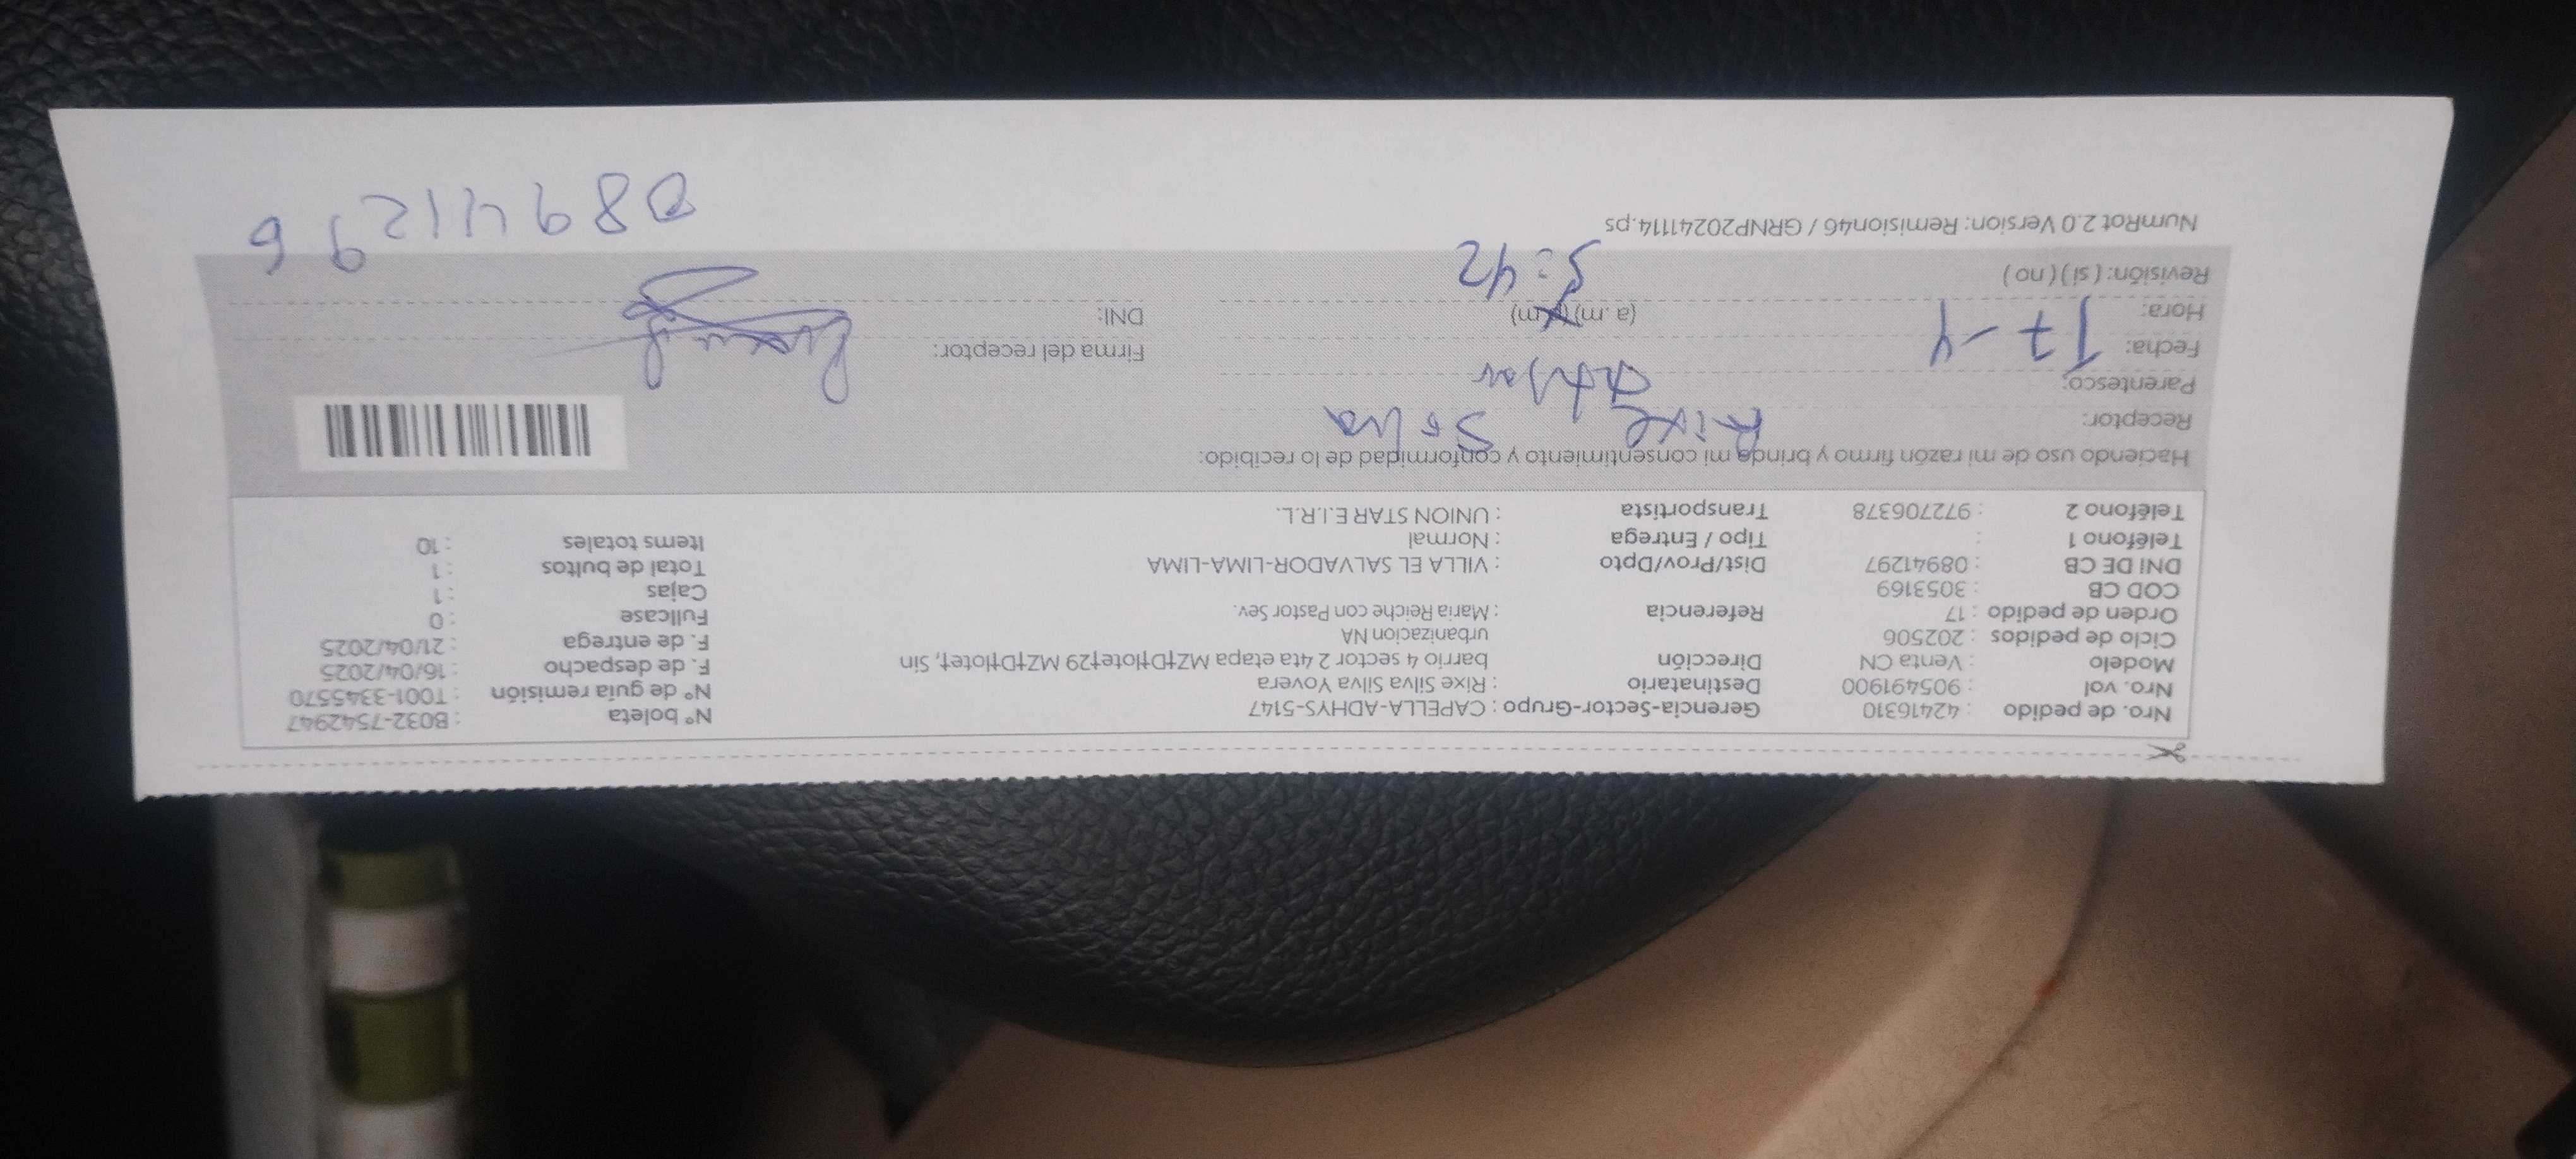 Nro. de pedido : 42416310 Gerencia-Sector-Grupo : CAPELLA-ADHYS-5147 N° boleta : B032-7542947
Nro. vol : 905491900 Destinatario : Rixe Silva Silva Yovera N° de guía remisión : T001-3345570
Modelo : Venta CN Dirección barrio 4 sector 2 4ta etapa MZ†D†lote†29 MZ†D†lote†, Sin F. de despacho : 16/04/2025
Ciclo de pedidos : 202506 urbanizacion NA F. de entrega : 21/04/2025
Orden de pedido : 17 Referencia : Maria Reiche con Pastor Sev. Fullcase : 0
COD CB : 3053169 Cajas : 1
DNI DE CB : 08941297 Dist/Prov/Dpto : VILLA EL SALVADOR-LIMA-LIMA Total de bultos : 1
Teléfono 1 : Tipo / Entrega : Normal Items totales : 10
Teléfono 2 : 972706378 Transportista : UNION STAR E.I.R.L.
Haciendo uso de mi razón firmo y brindo mi consentimiento y conformidad de lo recibido:
Receptor: Rixe Silva
Parentesco:
Fecha: 17-4 Firma del receptor:
Hora: (a .m) (p.m) DNI:
5:42
Revisión: ( si ) ( no )
NumRot 2.0 Version: Remision46 / GRNP20241114.ps